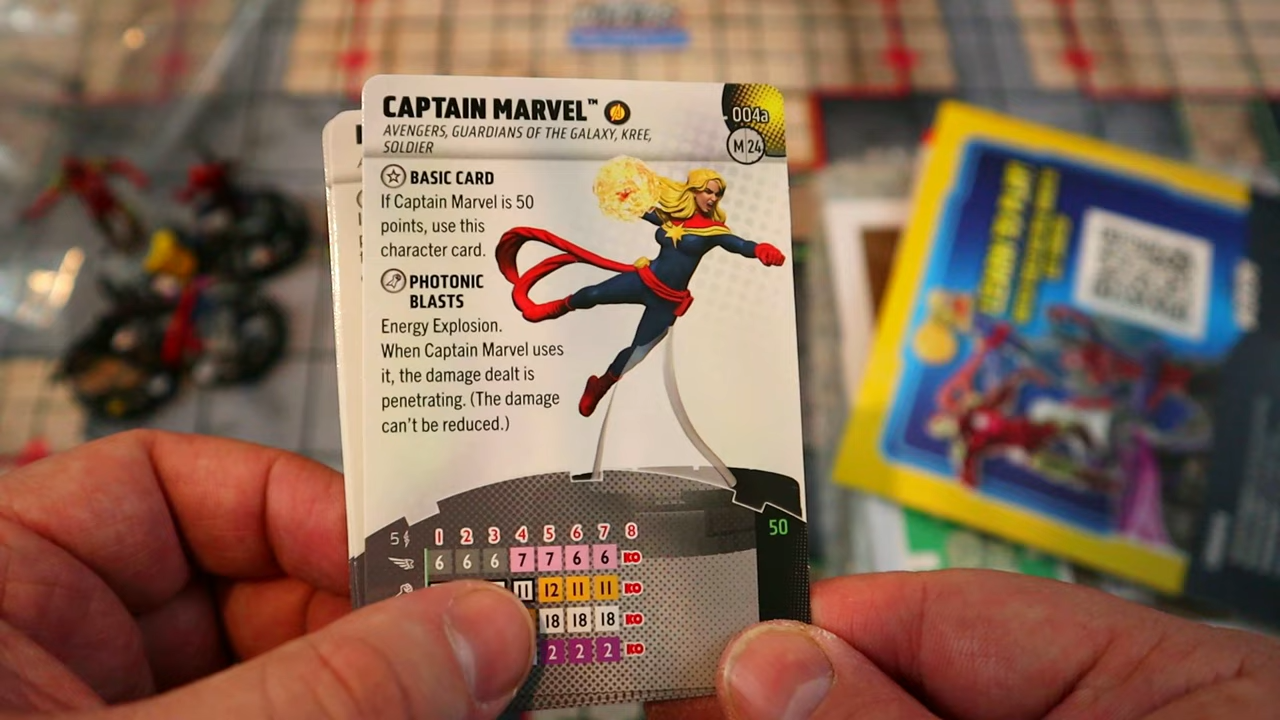 CAPTAIN MARVEL™
004a
AVENGERS, GUARDIANS OF THE GALAXY, KREE,
SOLDIER
M 24
BASIC CARD
If Captain Marvel is 50
points, use this
character card.
PHOTONIC
BLASTS
Energy Explosion.
When Captain Marvel uses
it, the damage dealt is
penetrating. (The damage
can't be reduced.)
50
5 0 2 3 4 5 6 7 8
6 6 6 7 7 6 6 KO
11 12 11 11 KO
18 18 18 KO
2 2 2 KO